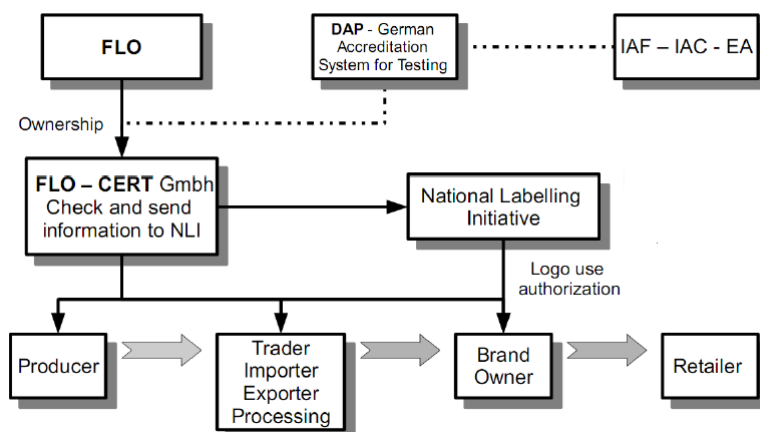 FLO
DAP - German
Accreditation
System for Testing
IAF – IAC - EA
Ownership
FLO – CERT Gmbh
Check and send
information to NLI
National Labelling
Initiative
Logo use
authorization
Producer
Trader
Importer
Exporter
Processing
Brand
Owner
Retailer